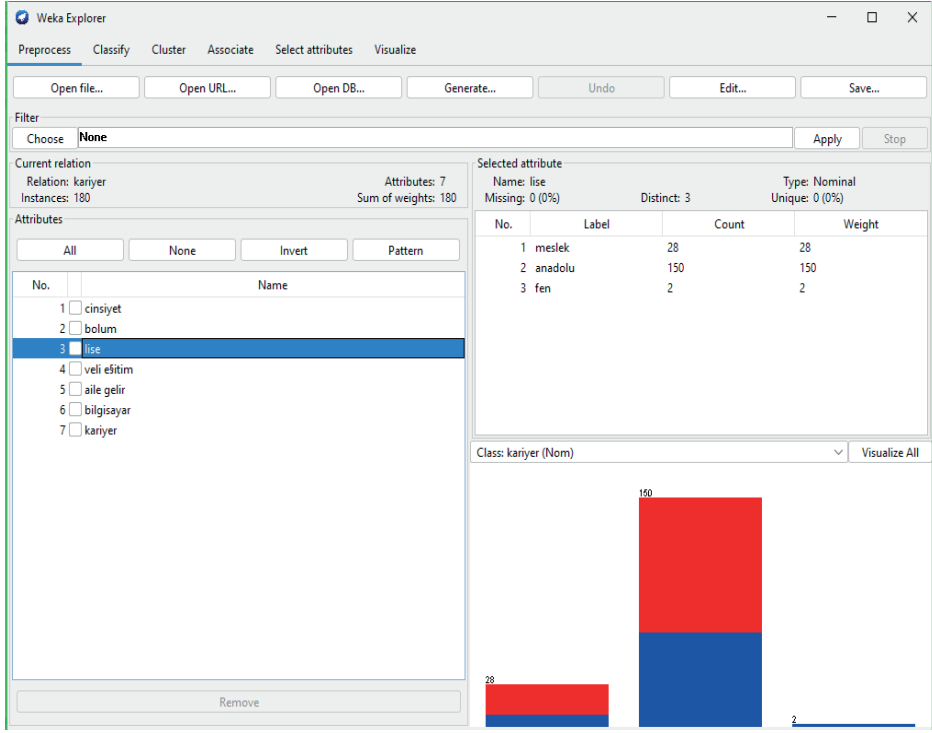 Weka Explorer
Preprocess Classify Cluster Associate Select attributes Visualize
Open file... Open URL... Open DB... Generate... Undo Edit... Save...
Filter
Choose None Apply Stop
Current relation
Relation: kariyer Attributes: 7
Instances: 180 Sum of weights: 180
Attributes
All None Invert Pattern
No. Name
1 cinsiyet
2 bolum
3 lise
4 veli eðitim
5 aile gelir
6 bilgisayar
7 kariyer
Remove
Selected attribute
Name: lise Type: Nominal
Missing: 0 (0%) Distinct: 3 Unique: 0 (0%)
No. Label Count Weight
1 meslek 28 28
2 anadolu 150 150
3 fen 2 2
Class: kariyer (Nom) Visualize All
150
28
2